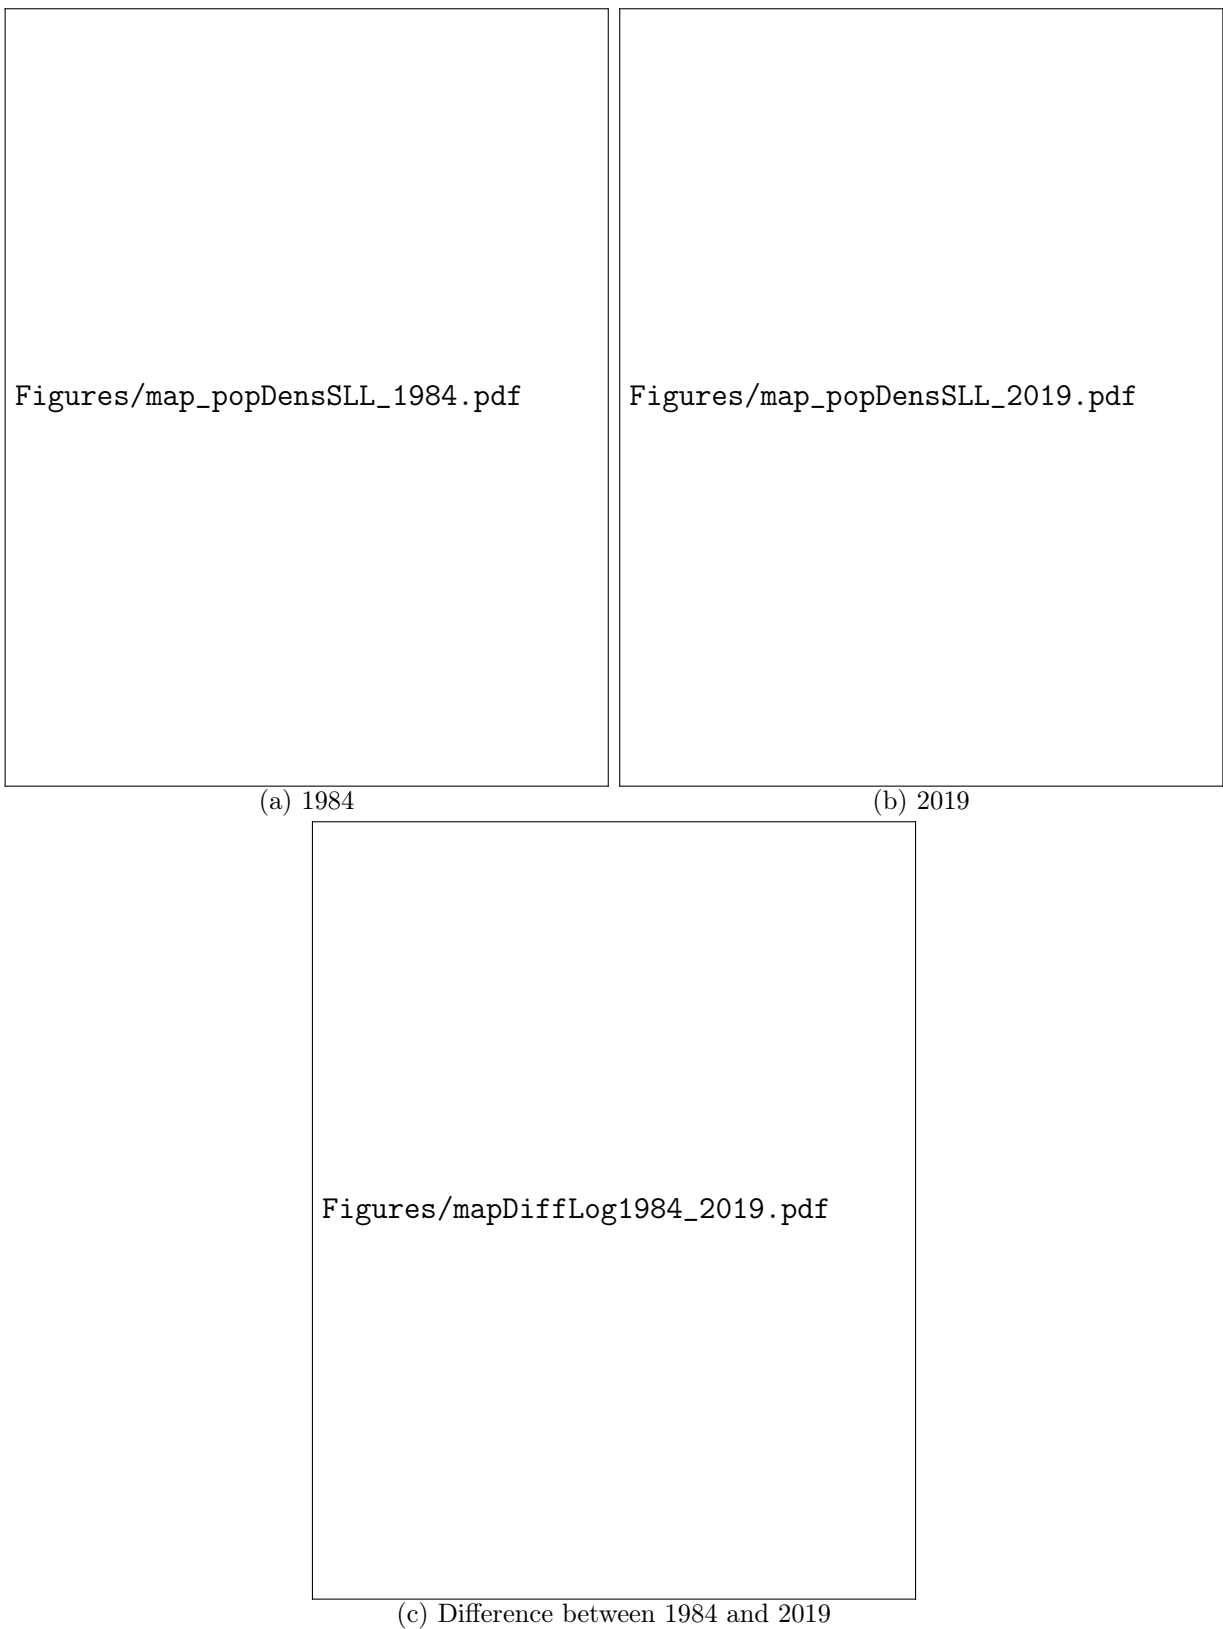 Figures/map_popDensSLL_1984.pdf
Figures/map_popDensSLL_2019.pdf
(a) 1984
(b) 2019
Figures/mapDiffLog1984_2019.pdf
(c) Difference between 1984 and 2019